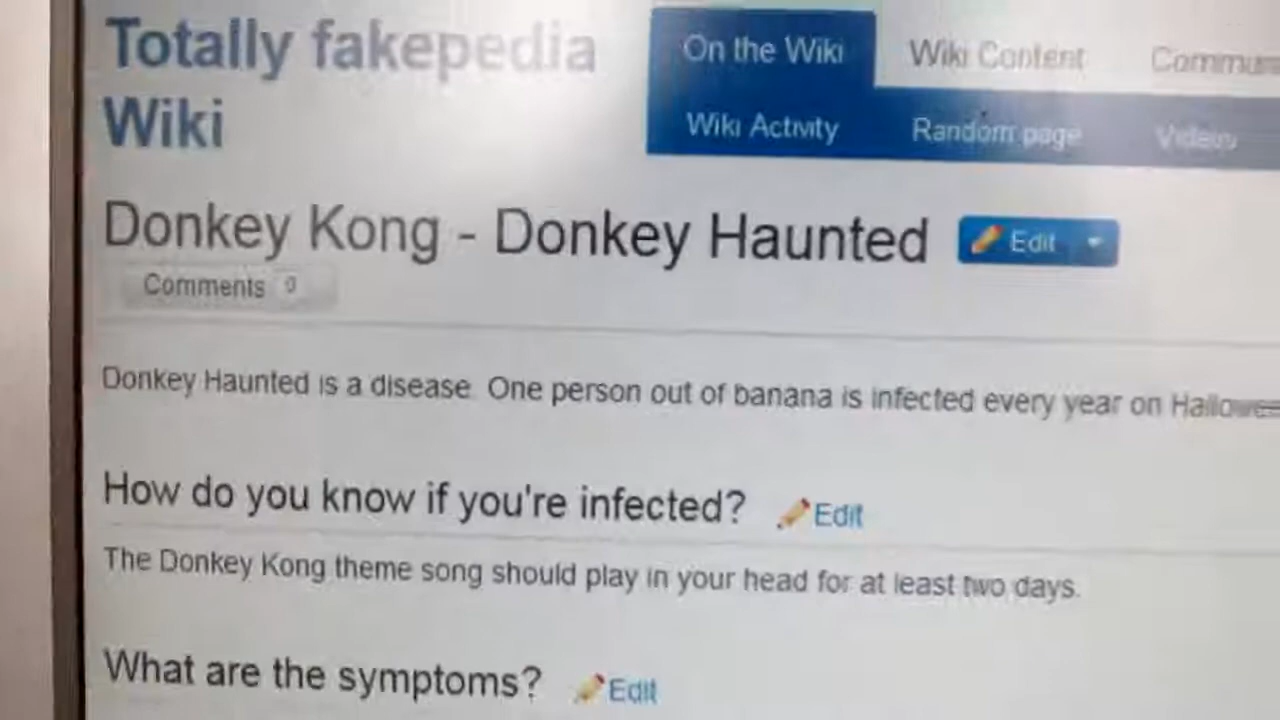 Totally fakepedia
Wiki
On the Wiki Wiki Content
Wiki Activity Random page Videos
Donkey Kong - Donkey Haunted Edit
Comments 0
Donkey Haunted is a disease. One person out of banana is infected every year on
How do you know if you're infected? Edit
The Donkey Kong theme song should play in your head for at least two days.
What are the symptoms? Edit